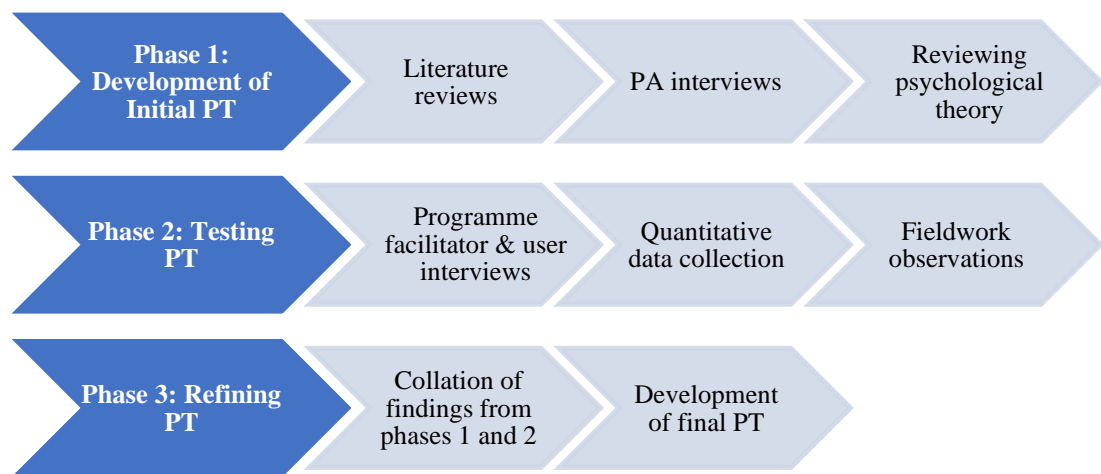 Phase 1:
Development of
Initial PT
Literature
reviews
PA interviews
Reviewing
psychological
theory
Phase 2: Testing
PT
Programme
facilitator & user
interviews
Quantitative
data collection
Fieldwork
observations
Phase 3: Refining
PT
Collation of
findings from
phases 1 and 2
Development
of final PT